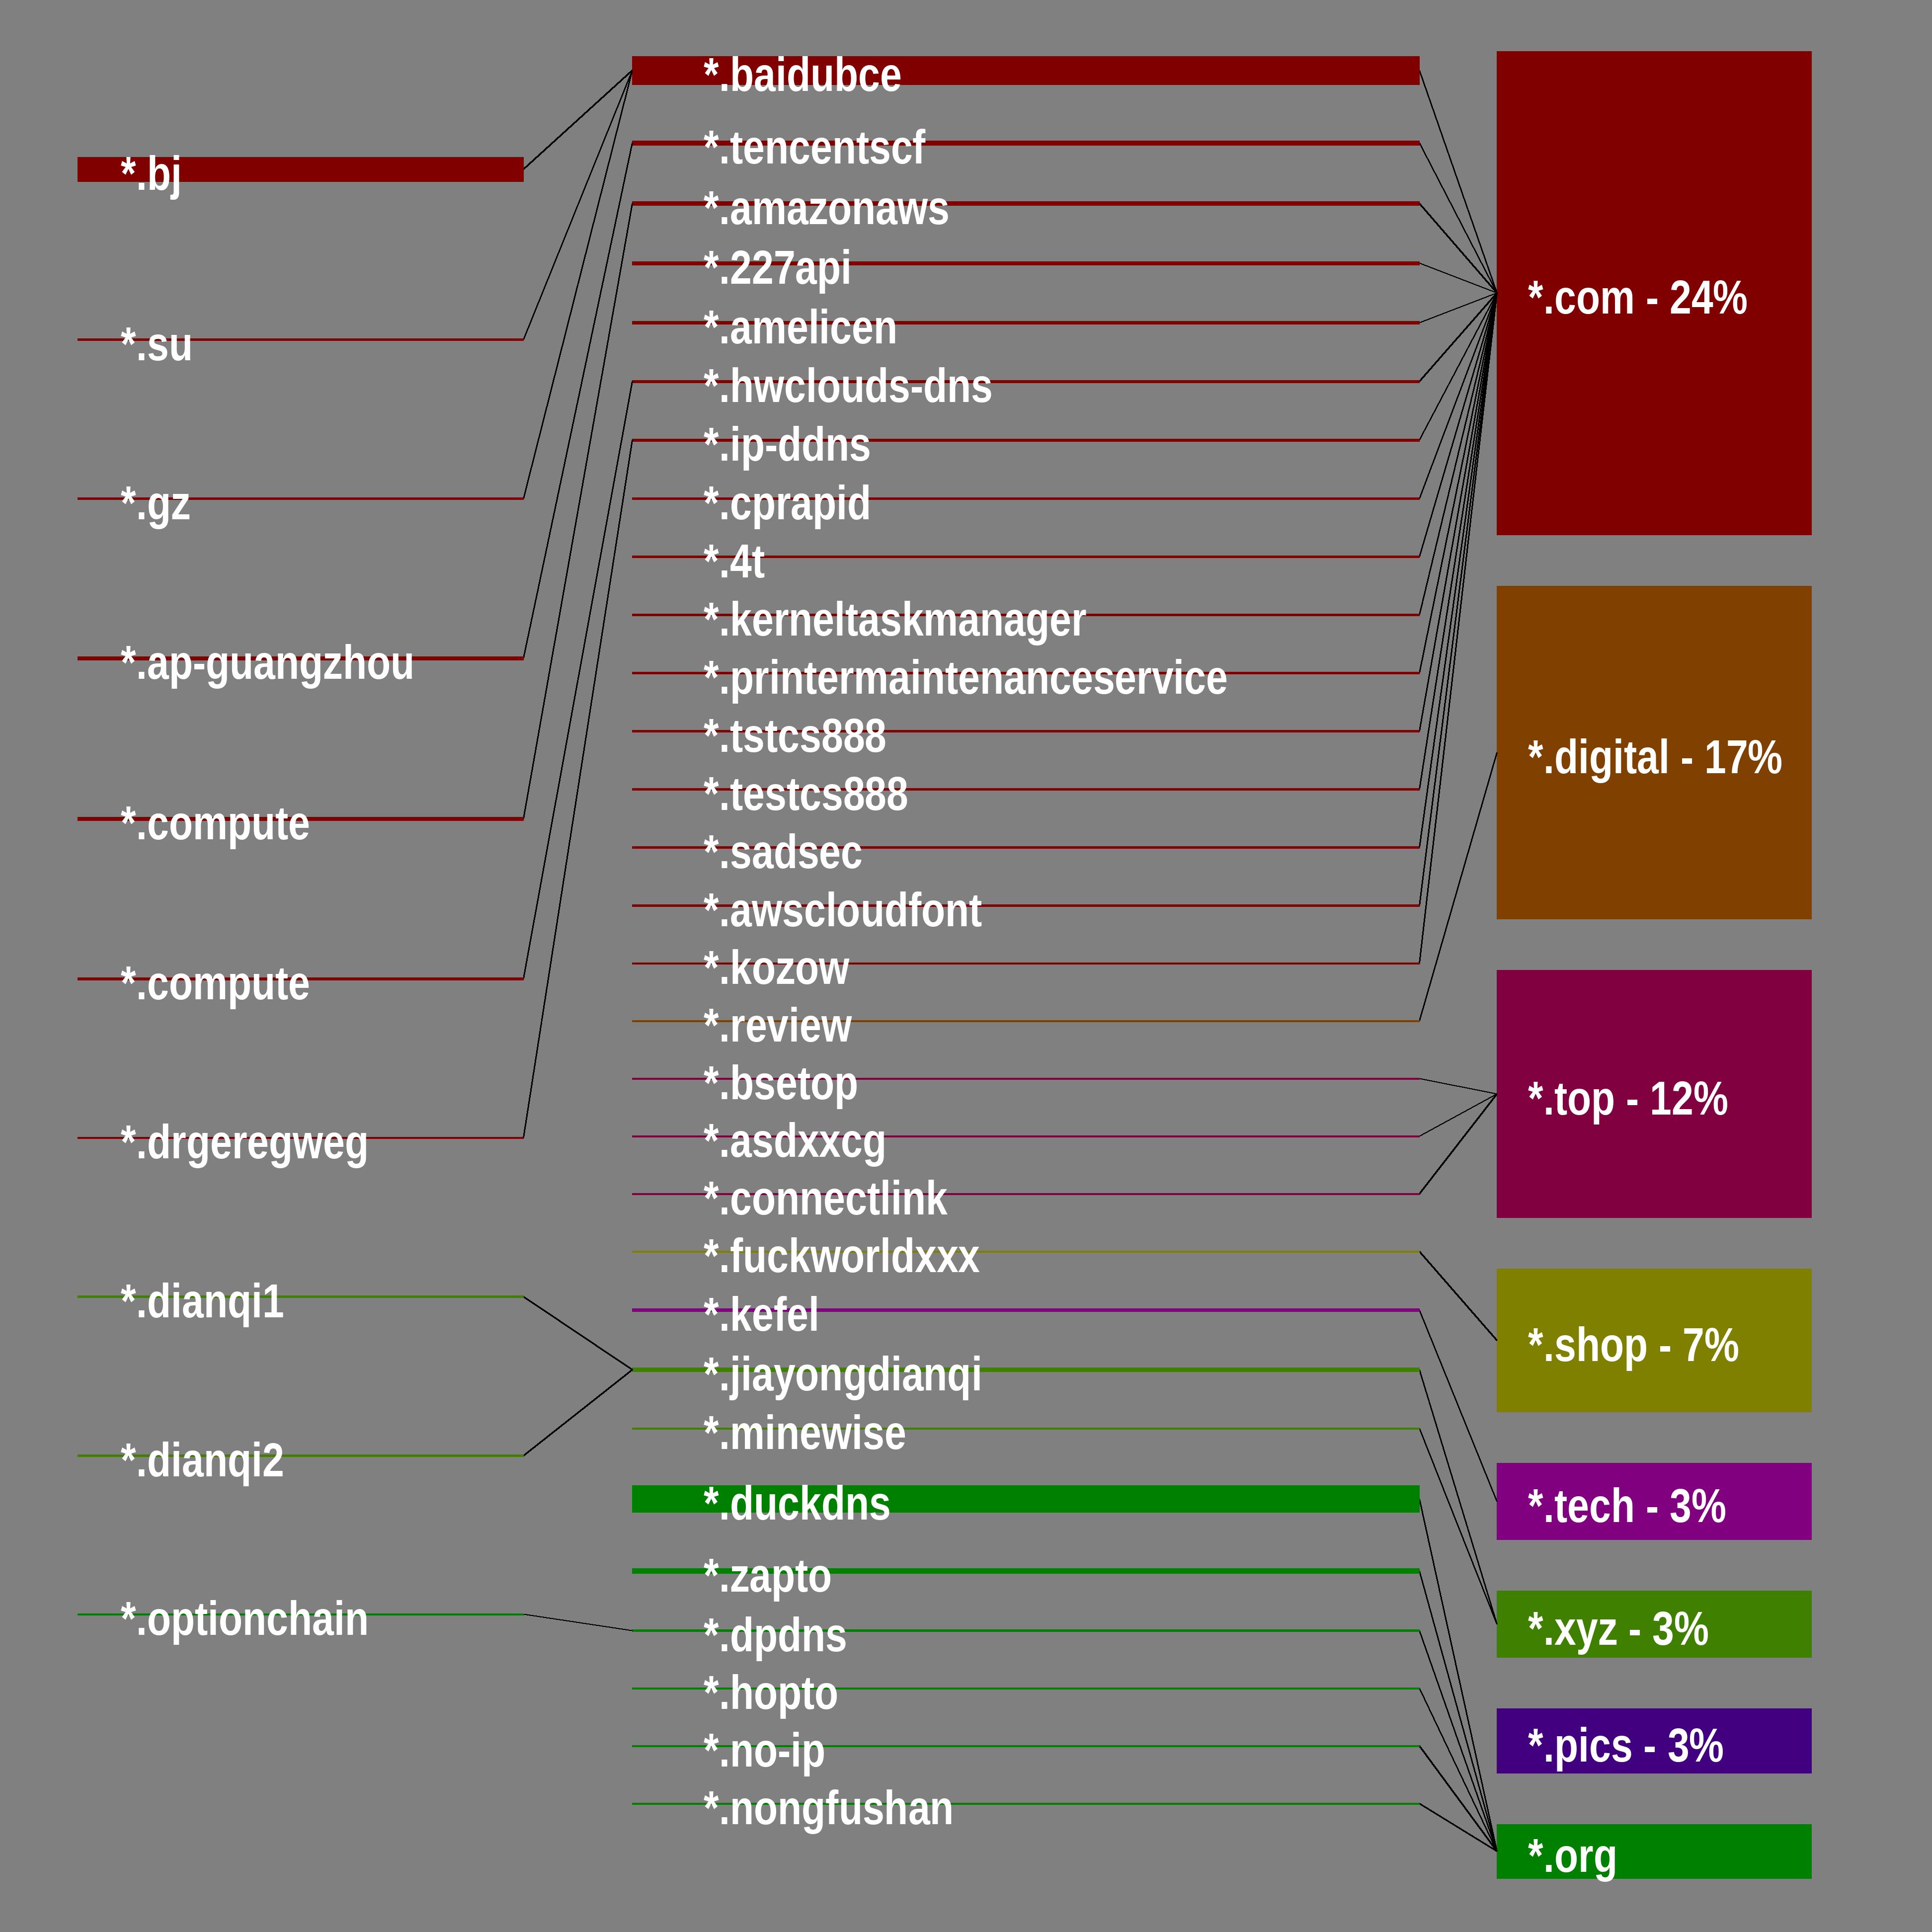 *.bj
*.su
*.gz
*.ap-guangzhou
*.compute
*.compute
*.drgeregweg
*.dianqi1
*.dianqi2
*.optionchain
*.baidubce
*.tencentscf
*.amazonaws
*.227api
*.amelicen
*.hwclouds-dns
*.ip-ddns
*.cprapid
*.4t
*.kerneltaskmanager
*.printermaintenanceservice
*.tstcs888
*.testcs888
*.sadsec
*.awscloudfont
*.kozow
*.review
*.bsetop
*.asdxxcg
*.connectlink
*.fuckworldxxx
*.kefel
*.jiayongdianqi
*.minewise
*.duckdns
*.zapto
*.dpdns
*.hopto
*.no-ip
*.nongfushan
*.com - 24%
*.digital - 17%
*.top - 12%
*.shop - 7%
*.tech - 3%
*.xyz - 3%
*.pics - 3%
*.org